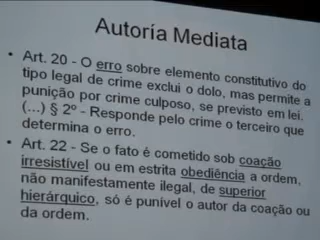 Autoría Mediata
• Art. 20 - O erro sobre elemento constitutivo do
tipo legal de crime exclui o dolo, mas permite a
punição por crime culposo, se previsto em lei.
(...) § 2º - Responde pelo crime o terceiro que
determina o erro.
• Art. 22 - Se o fato é cometido sob coação
irresistível ou em estrita obediência a ordem,
não manifestamente ilegal, de superior
hierárquico, só é punível o autor da coação ou
da ordem.